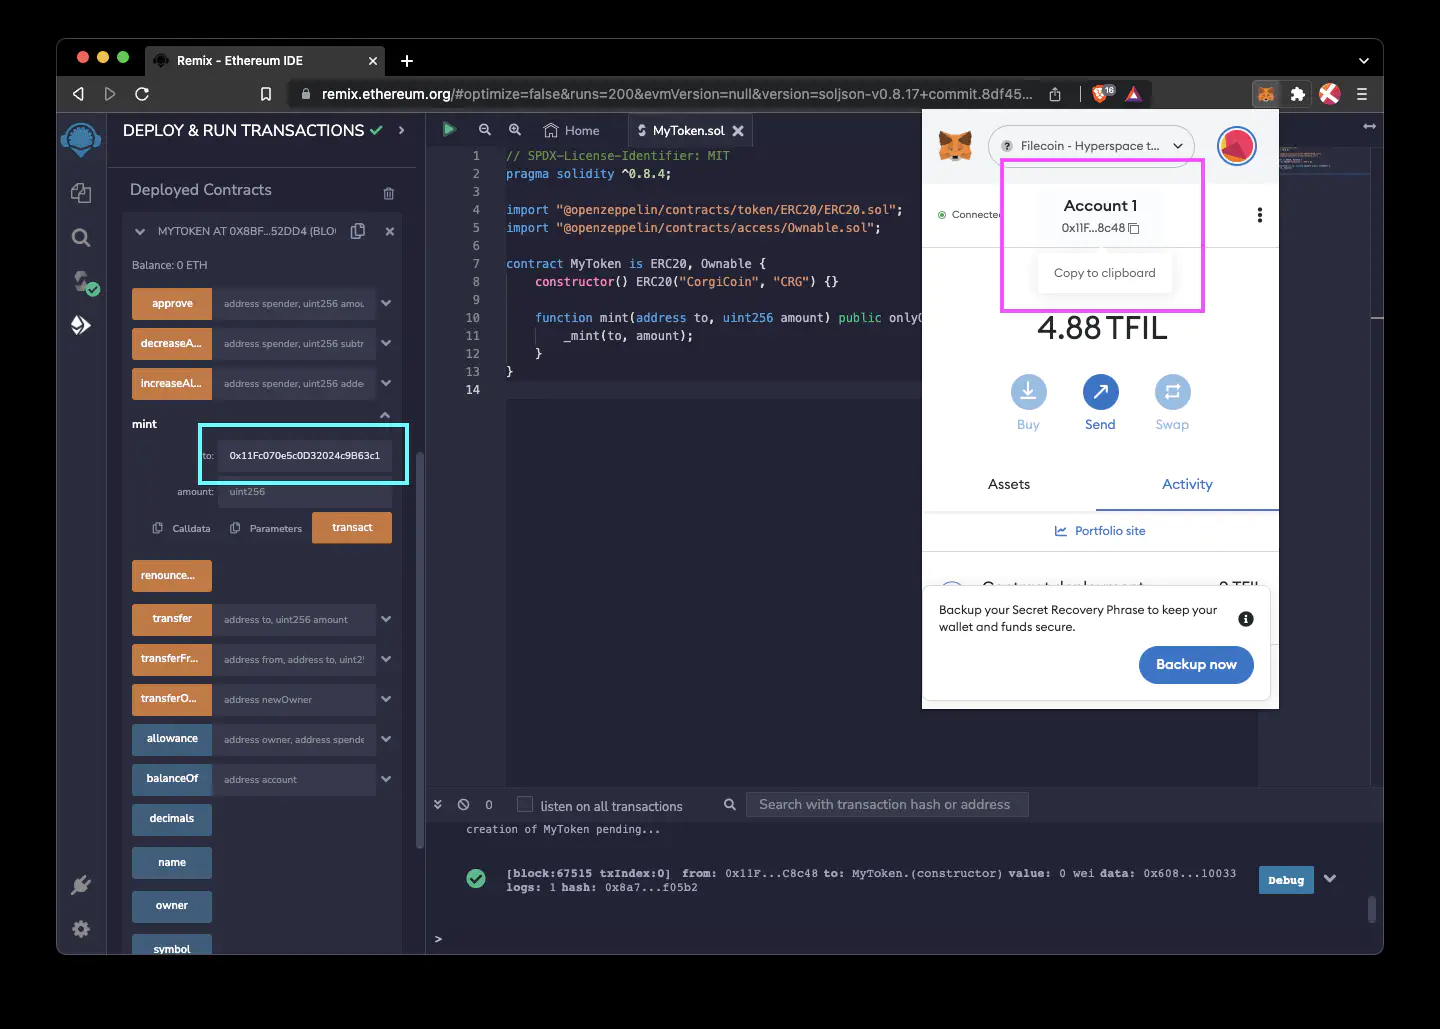 Remix - Ethereum IDE
remix.ethereum.org/#optimize=false&runs=200&evmVersion=null&version=soljson-v0.8.17+commit.8df45...
16
DEPLOY & RUN TRANSACTIONS
Deployed Contracts
MYTOKEN AT 0X8BF...52DD4 (BLO
Balance: 0 ETH
approve address spender, uint256 amou
decreaseA... address spender, uint256 subtr
increaseAl... address spender, uint256 adde
mint
to: 0x11Fc070e5c0D32024c9B63c1
amount: uint256
Calldata Parameters transact
renounce...
transfer address to, uint256 amount
transferFr... address from, address to, uint2
transferO... address newOwner
allowance address owner, address spende
balanceOf address account
decimals
name
owner
symbol
Home MyToken.sol
1 // SPDX-License-Identifier: MIT
2 pragma solidity ^0.8.4;
3
4 import "@openzeppelin/contracts/token/ERC20/ERC20.sol";
5 import "@openzeppelin/contracts/access/Ownable.sol";
6
7 contract MyToken is ERC20, Ownable {
8 constructor() ERC20("CorgiCoin", "CRG") {}
9
10 function mint(address to, uint256 amount) public onlyO
11 _mint(to, amount);
12 }
13 }
14
Filecoin - Hyperspace t...
Connected
Account 1
0x11F...8c48
Copy to clipboard
4.88 TFIL
Buy Send Swap
Assets Activity
Portfolio site
Contract deployment
Backup your Secret Recovery Phrase to keep your
wallet and funds secure.
Backup now
0 listen on all transactions Search with transaction hash or address
creation of MyToken pending...
[block:67515 txIndex:0] from: 0x11F...C8c48 to: MyToken.(constructor) value: 0 wei data: 0x608...10033
logs: 1 hash: 0x8a7...f05b2
Debug
>